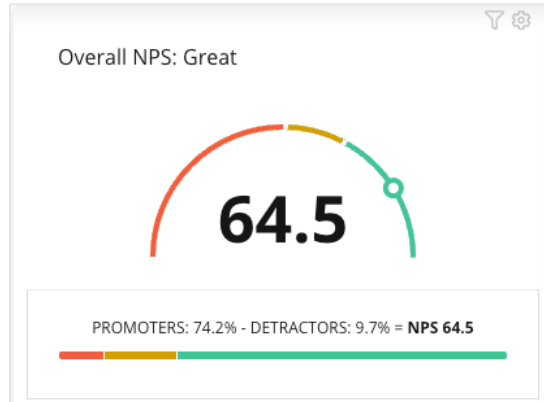 Overall NPS: Great
64.5
PROMOTERS: 74.2% - DETRACTORS: 9.7% = NPS 64.5